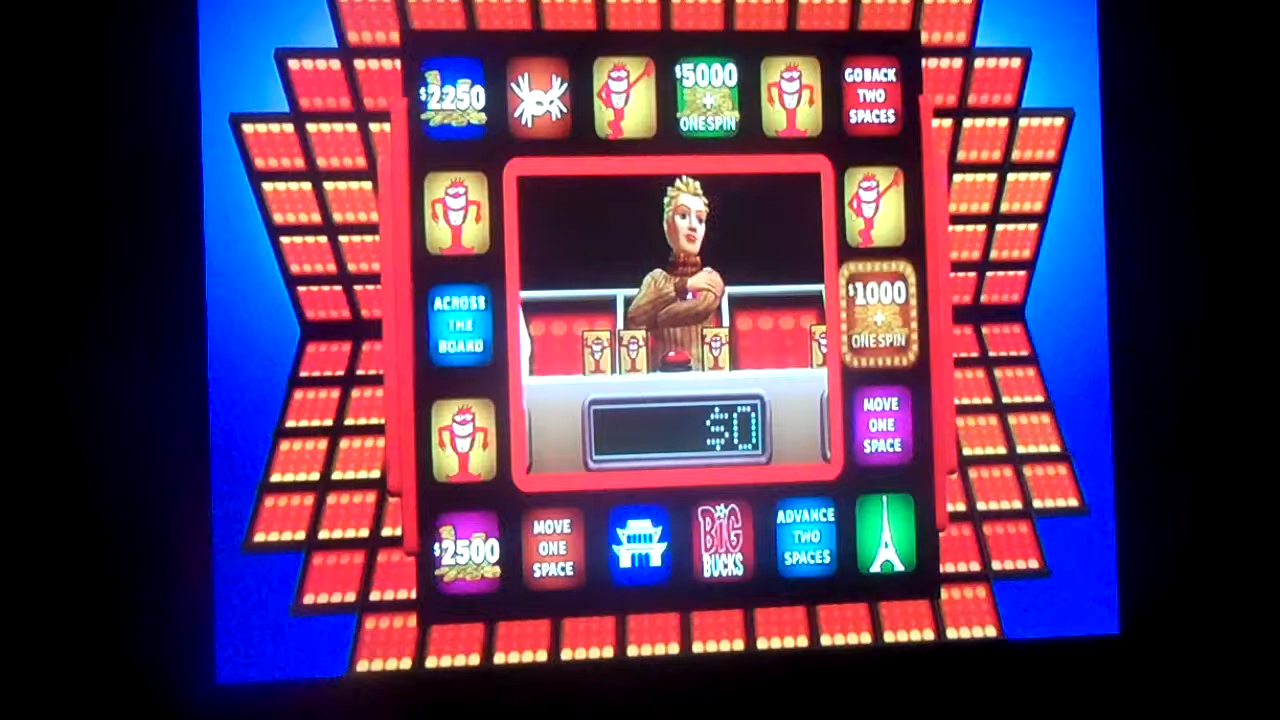 $2250
$5000
+
ONE SPIN
GO BACK
TWO
SPACES
ACROSS
THE
BOARD
$1000
+
ONE SPIN
MOVE
ONE
SPACE
$0
$2500
MOVE
ONE
SPACE
BIG
BUCKS
ADVANCE
TWO
SPACES